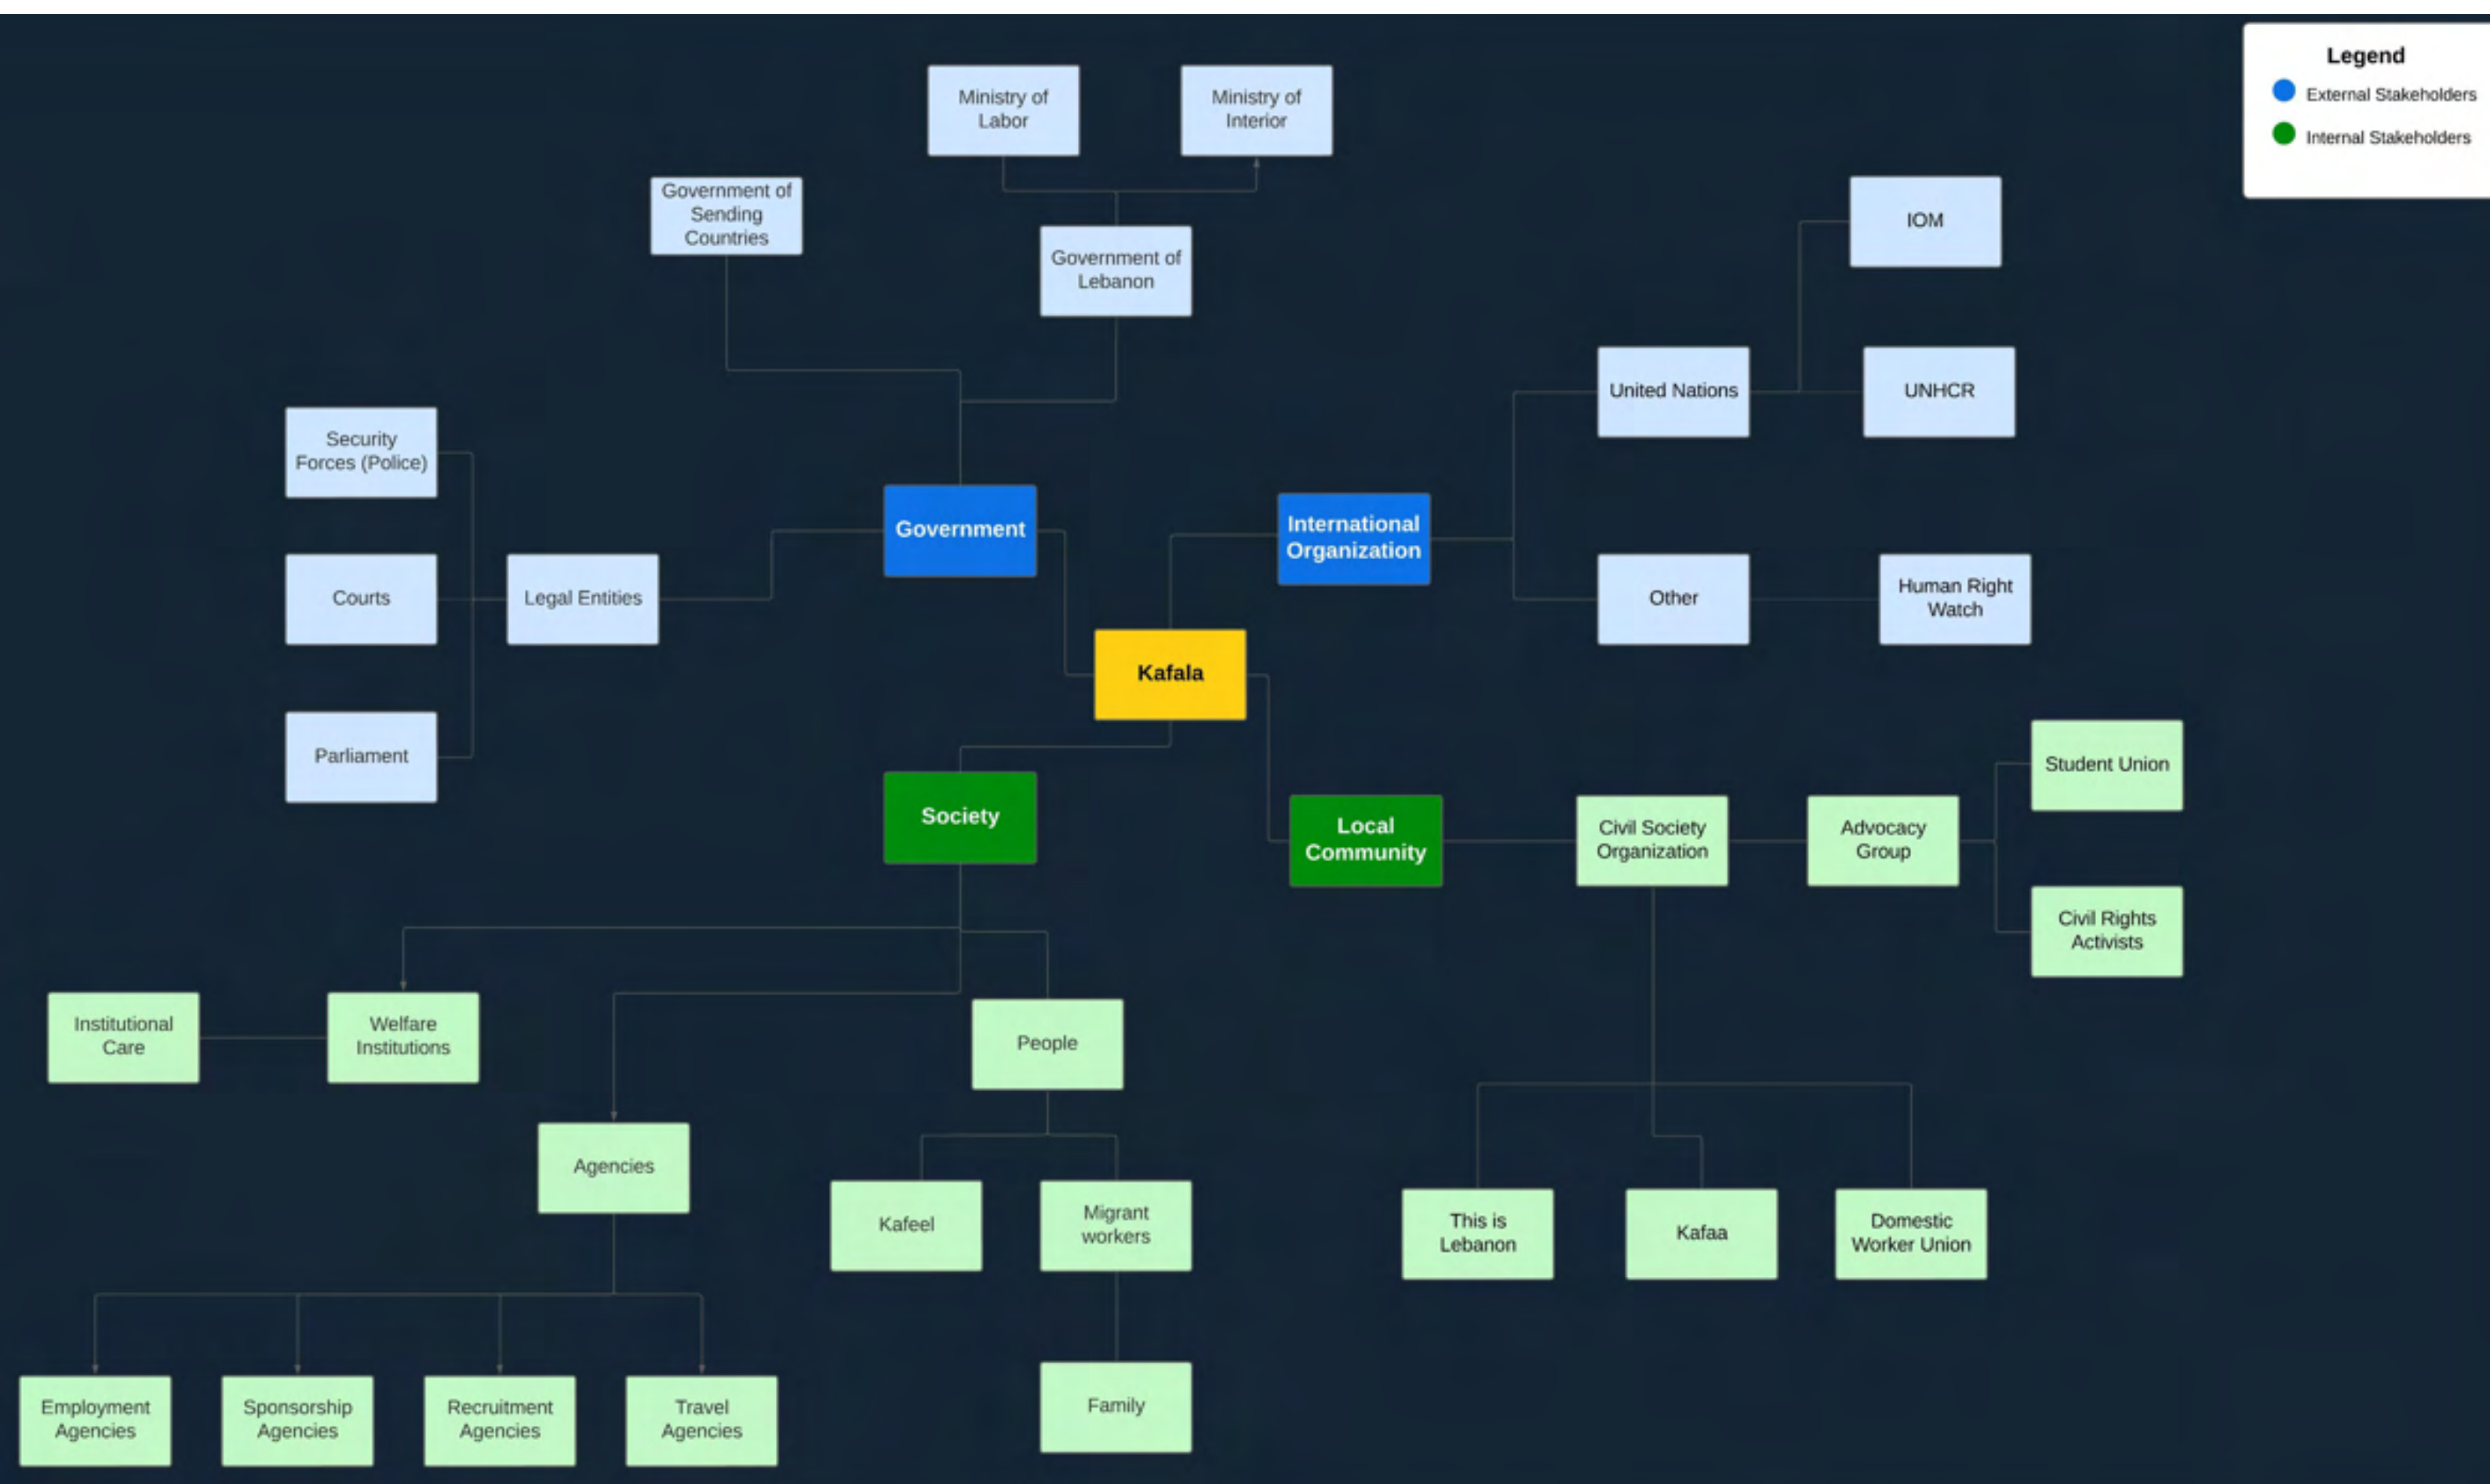 Legend
External Stakeholders
Internal Stakeholders
Ministry of
Labor
Ministry of
Interior
Government of
Sending
Countries
Government of
Lebanon
IOM
United Nations
UNHCR
Security
Forces (Police)
Government
International
Organization
Courts
Legal Entities
Other
Human Right
Watch
Kafala
Parliament
Society
Local
Community
Civil Society
Organization
Advocacy
Group
Student Union
Civil Rights
Activists
Institutional
Care
Welfare
Institutions
People
Agencies
Kafeel
Migrant
workers
This is
Lebanon
Kafaa
Domestic
Worker Union
Employment
Agencies
Sponsorship
Agencies
Recruitment
Agencies
Travel
Agencies
Family